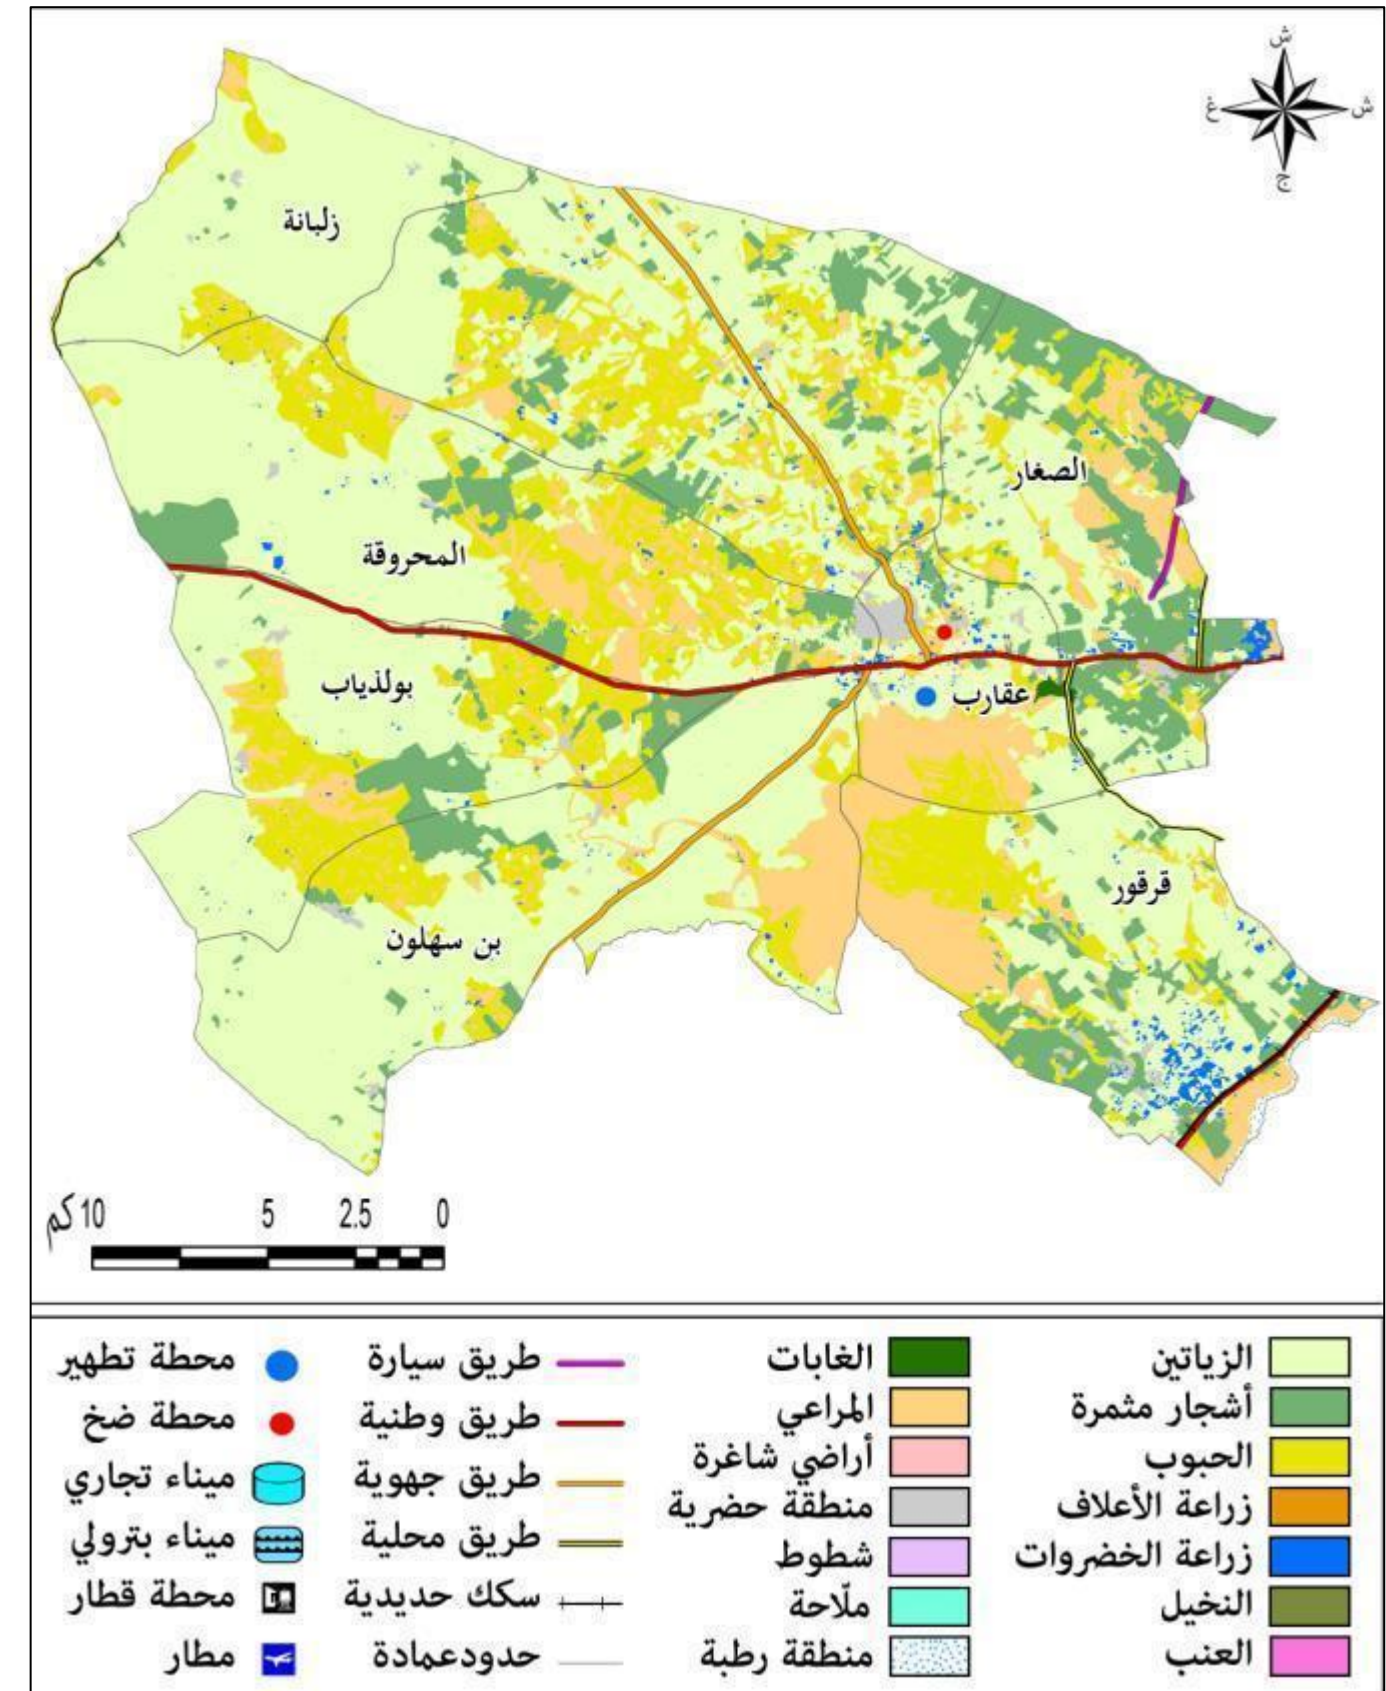 ش
غ
ش
ج
زلبانة
الصغار
المحروقة
بولذياب
عقارب
قرقور
بن سهلون
0 2.5 5 10 كم
الزياتين
أشجار مثمرة
الحبوب
زراعة الأعلاف
زراعة الخضروات
النخيل
العنب
الغابات
المراعي
أراضي شاغرة
منطقة حضرية
شطوط
ملّاحة
منطقة رطبة
طريق سيارة
طريق وطنية
طريق جهوية
طريق محلية
سكك حديدية
حدودعمادة
محطة تطهير
محطة ضخ
ميناء تجاري
ميناء بترولي
محطة قطار
مطار